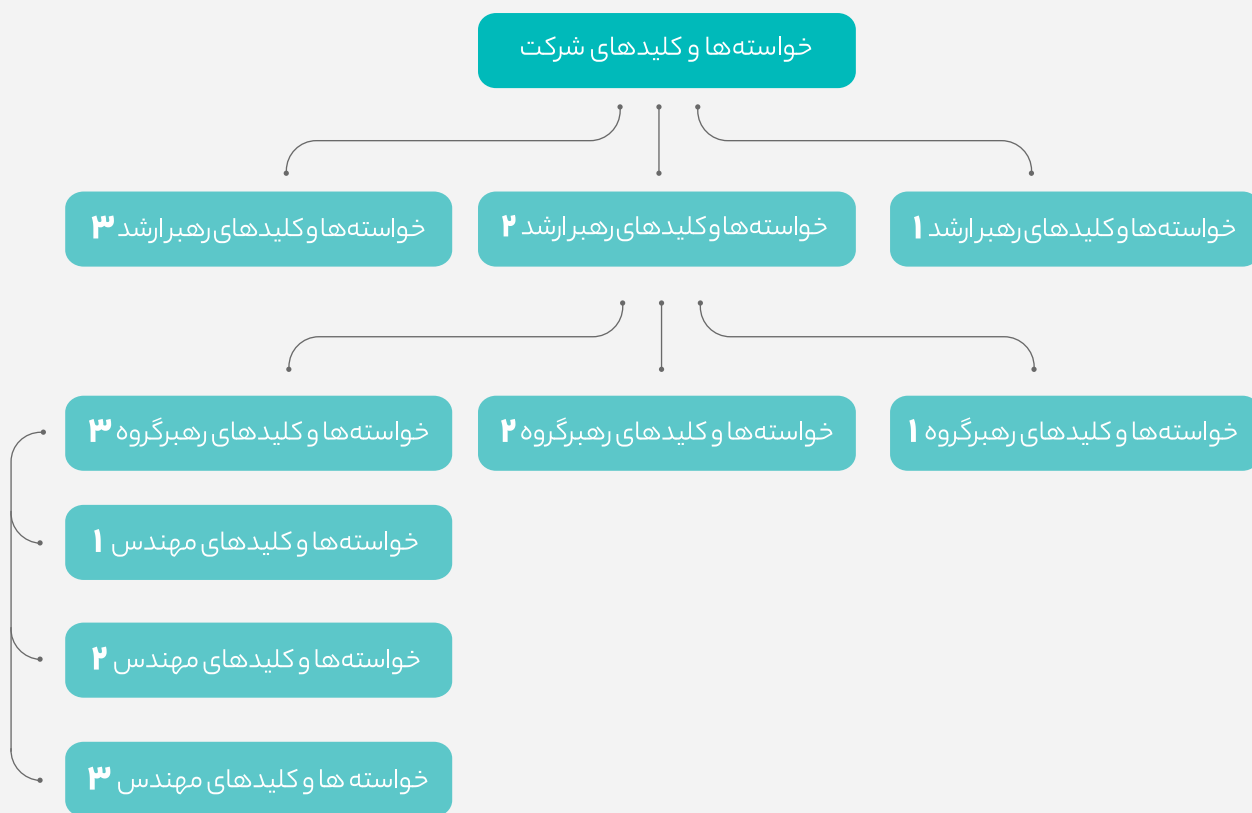 خواسته‌ها و کلیدهای شرکت
خواسته‌ها و کلیدهای رهبر ارشد ۱
خواسته‌ها و کلیدهای رهبر ارشد ۲
خواسته‌ها و کلیدهای رهبر ارشد ۳
خواسته‌ها و کلیدهای رهبرگروه ۱
خواسته‌ها و کلیدهای رهبرگروه ۲
خواسته‌ها و کلیدهای رهبرگروه ۳
خواسته‌ها و کلیدهای مهندس ۱
خواسته‌ها و کلیدهای مهندس ۲
خواسته ها و کلیدهای مهندس ۳